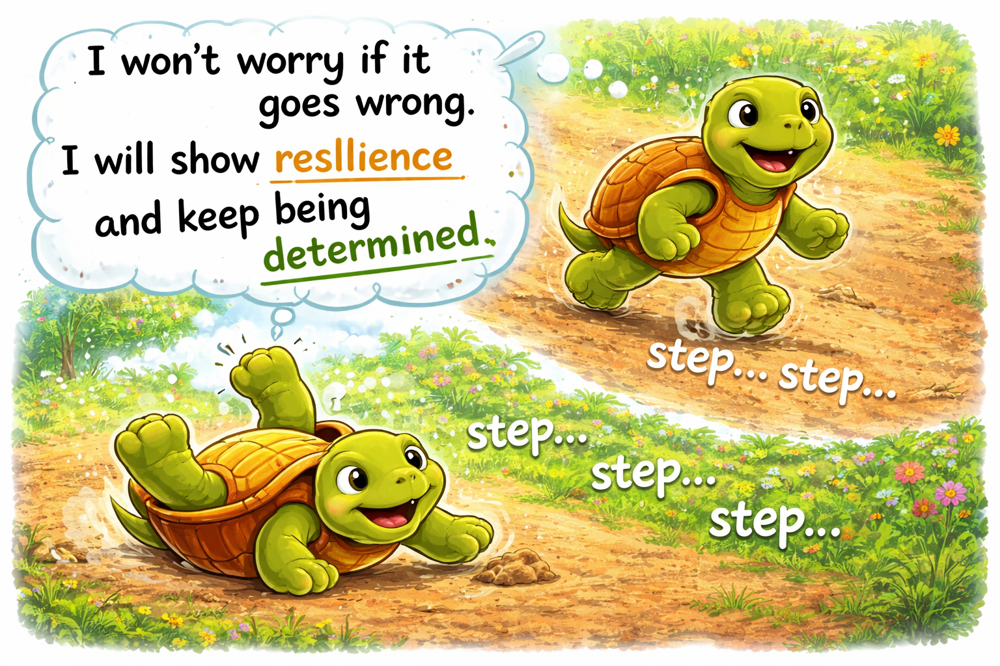 I won't worry if it
goes wrong.
I will show resllience
and keep being
determined.
step... step...
step...
step...
step...